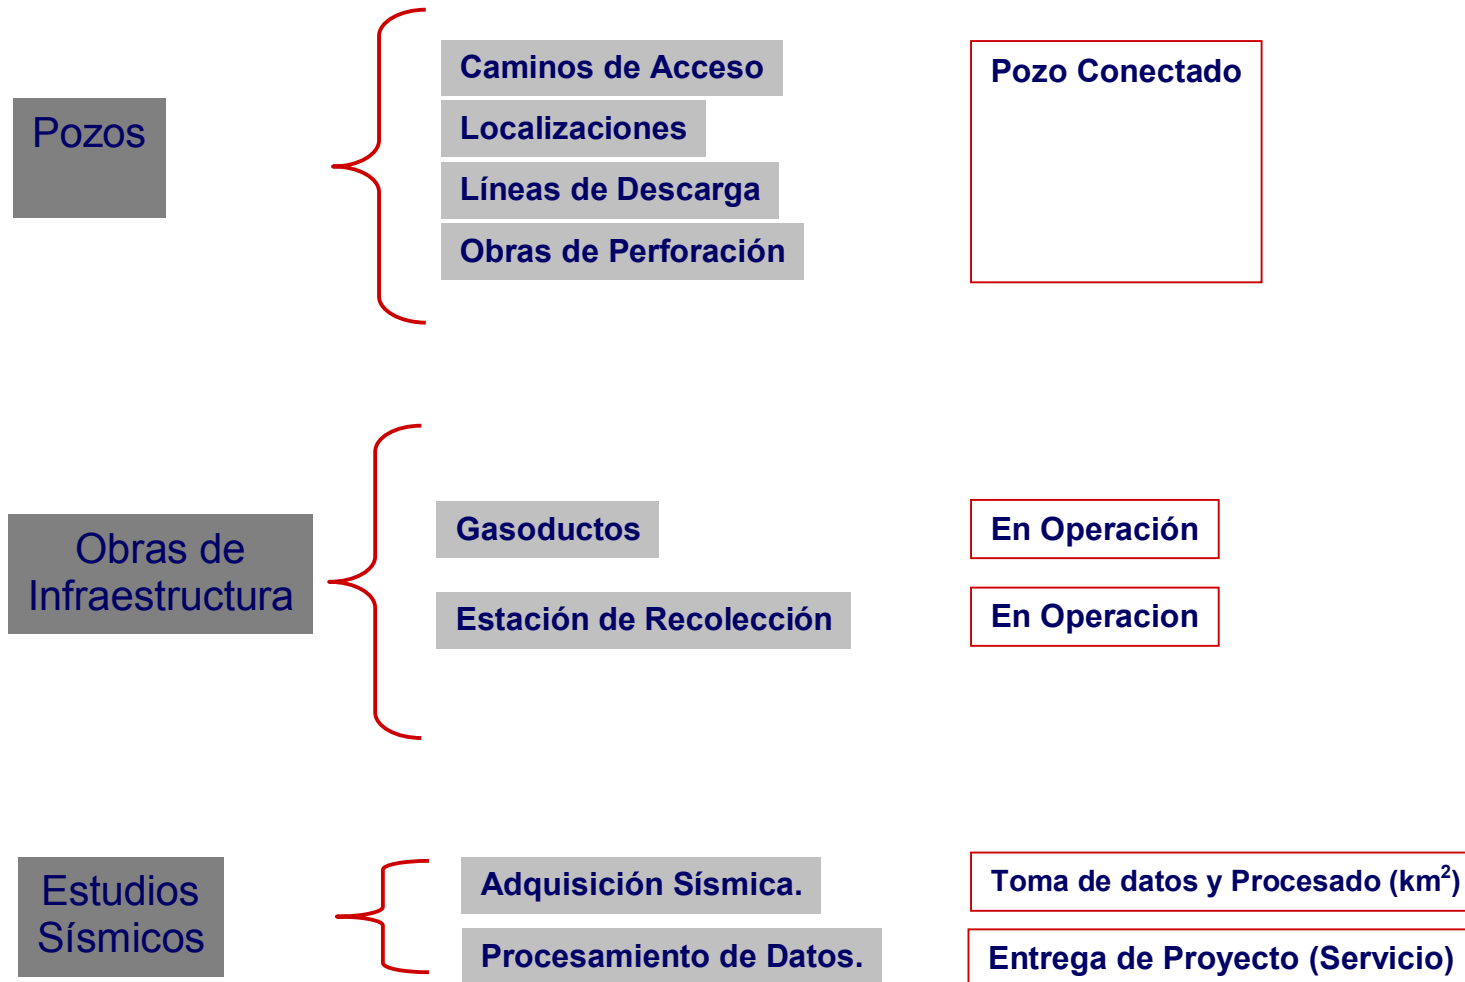 Pozos
Caminos de Acceso
Localizaciones
Líneas de Descarga
Obras de Perforación
Pozo Conectado
Obras de
Infraestructura
Gasoductos
En Operación
Estación de Recolección
En Operacion
Estudios
Sísmicos
Adquisición Sísmica.
Toma de datos y Procesado (km²)
Procesamiento de Datos.
Entrega de Proyecto (Servicio)